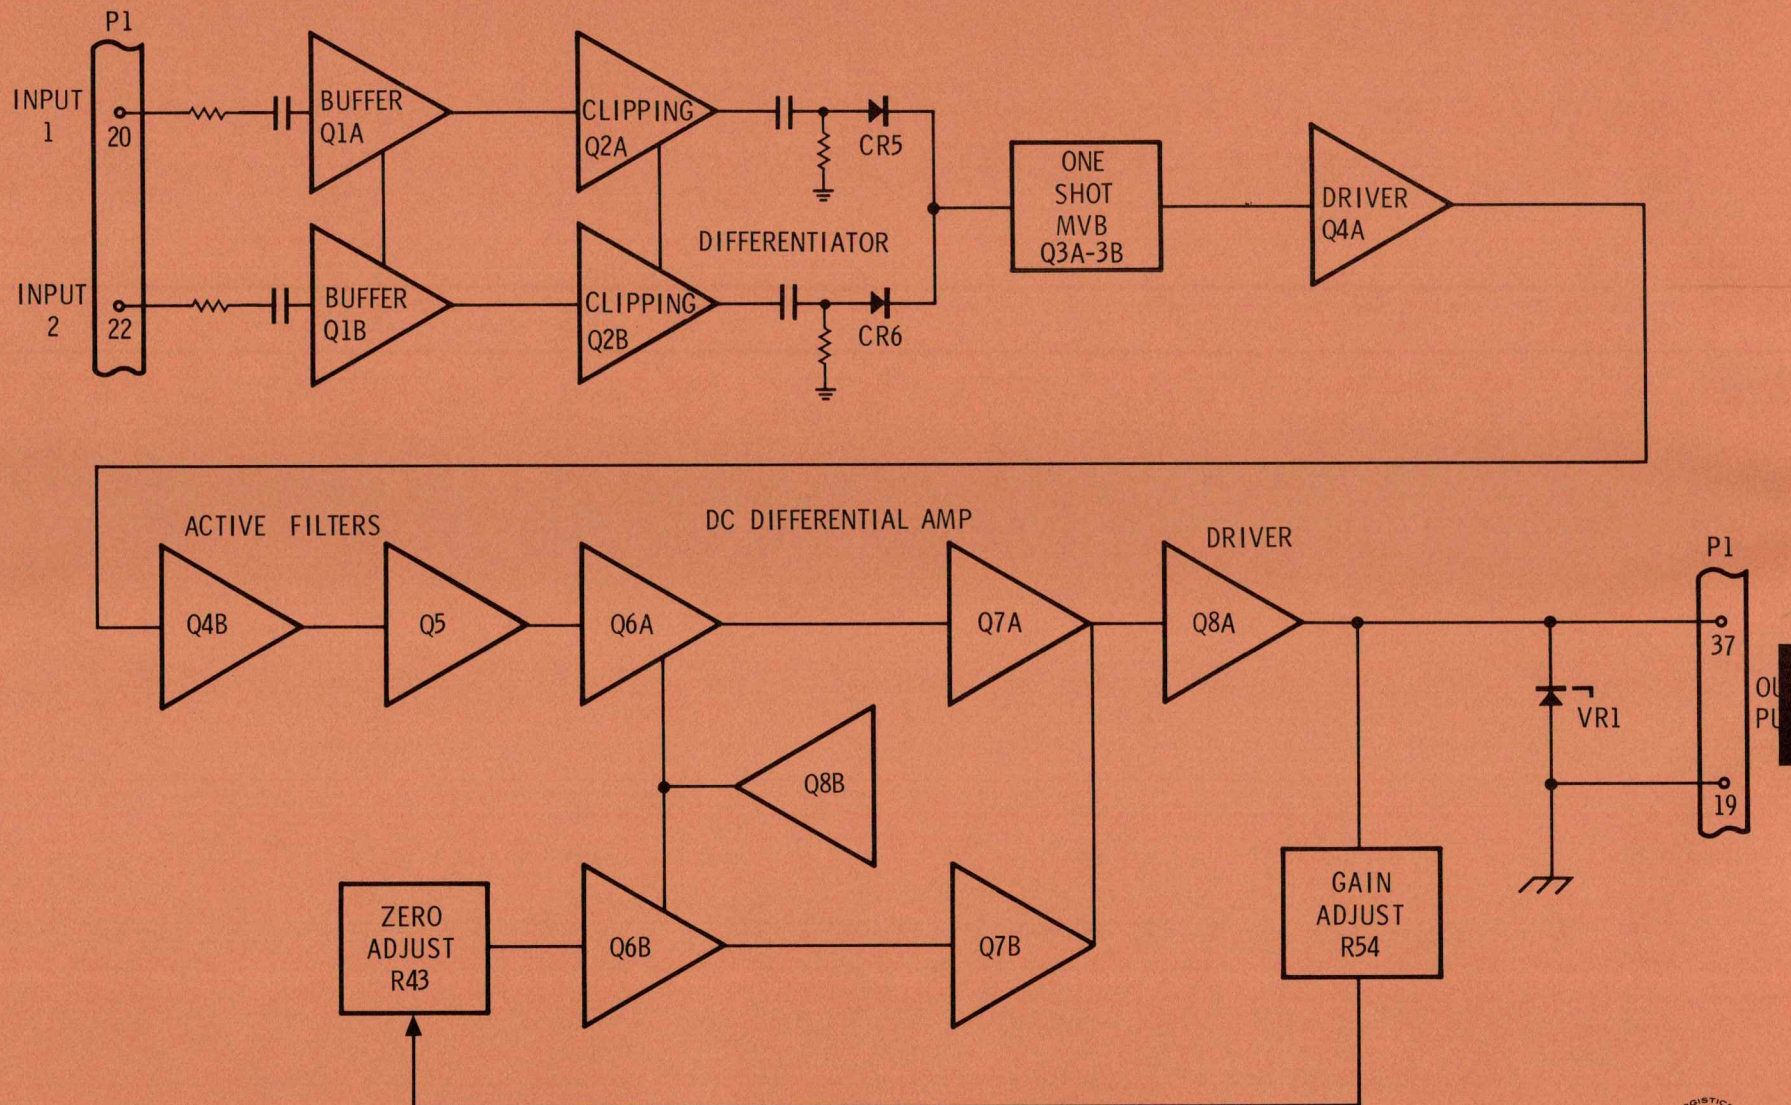 P1
INPUT
1
20
BUFFER
Q1A
CLIPPING
Q2A
CR5
ONE
SHOT
MVB
Q3A-3B
DRIVER
Q4A
DIFFERENTIATOR
INPUT
2
22
BUFFER
Q1B
CLIPPING
Q2B
CR6
ACTIVE FILTERS
DC DIFFERENTIAL AMP
DRIVER
P1
Q4B
Q5
Q6A
Q7A
Q8A
37
VR1
19
Q8B
ZERO
ADJUST
R43
Q6B
Q7B
GAIN
ADJUST
R54